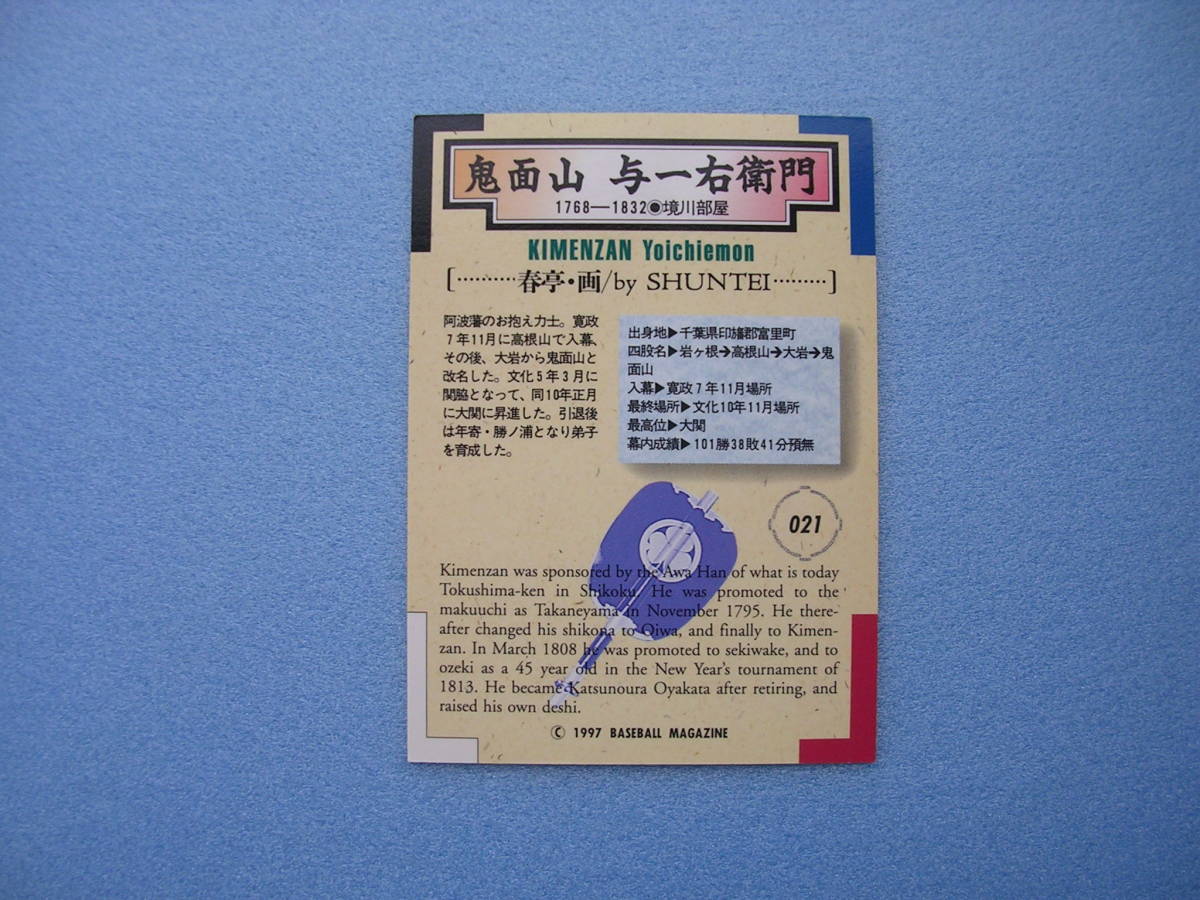 鬼面山 与一右衛門
1768—1832◉境川部屋
KIMENZAN Yoichiemon
[··········春亭・画/by SHUNTEI·········]
阿波藩のお抱え力士。寛政
7年11月に高根山で入幕、
その後、大岩から鬼面山と
改名した。文化5年3月に
関脇となって、同10年正月
に大関に昇進した。引退後
は年寄・勝ノ浦となり弟子
を育成した。
出身地▶千葉県印旛郡富里町
四股名▶岩ヶ根➔高根山➔大岩➔鬼
面山
入幕▶寛政7年11月場所
最終場所▶文化10年11月場所
最高位▶大関
幕内成績▶101勝38敗41分預無
021
Kimenzan was sponsored by the Awa Han of what is today
Tokushima-ken in Shikoku. He was promoted to the
makuuchi as Takaneyama in November 1795. He there-
after changed his shikona to Oiwa, and finally to Kimen-
zan. In March 1808 he was promoted to sekiwake, and to
ozeki as a 45 year old in the New Year's tournament of
1813. He became Katsunoura Oyakata after retiring, and
raised his own deshi.
© 1997 BASEBALL MAGAZINE